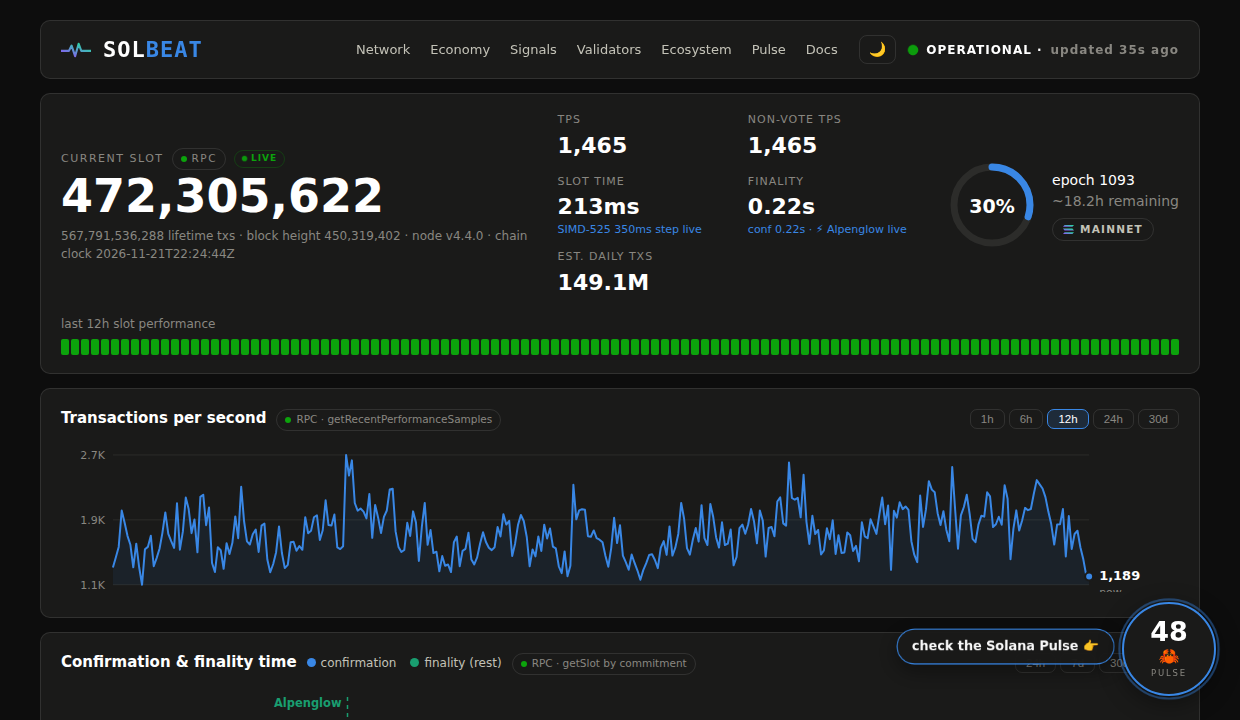 SOLBEAT
Network Economy Signals Validators Ecosystem Pulse Docs 🌙 OPERATIONAL · updated 35s ago
CURRENT SLOT RPC LIVE
472,305,622
567,791,536,288 lifetime txs · block height 450,319,402 · node v4.4.0 · chain
clock 2026-11-21T22:24:44Z
TPS
1,465
NON-VOTE TPS
1,465
SLOT TIME
213ms
SIMD-525 350ms step live
FINALITY
0.22s
conf 0.22s · ⚡ Alpenglow live
EST. DAILY TXS
149.1M
30%
epoch 1093
~18.2h remaining
MAINNET
last 12h slot performance
Transactions per second RPC · getRecentPerformanceSamples
1h 6h 12h 24h 30d
2.7K
1.9K
1.1K
1,189
now
Confirmation & finality time confirmation finality (rest) RPC · getSlot by commitment
24h 7d
check the Solana Pulse 👉
48
🦀
PULSE
Alpenglow